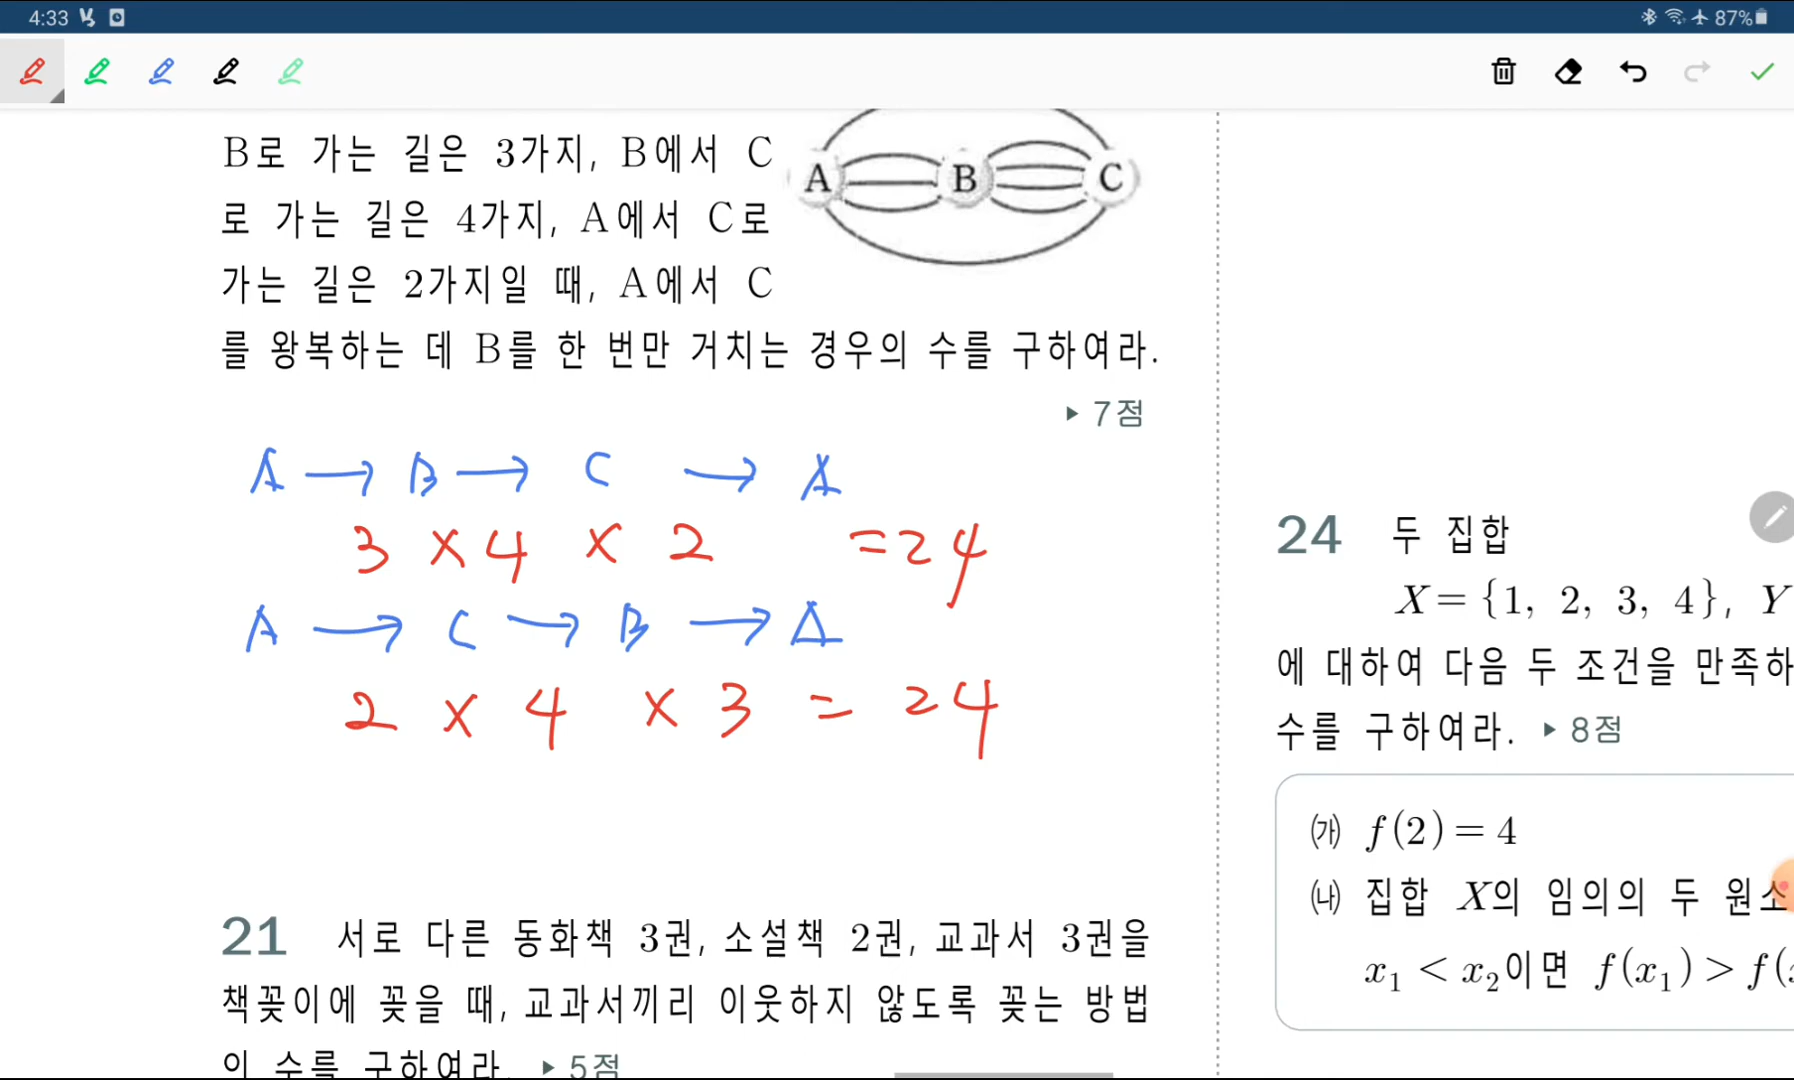 4:33
87%
B로 가는 길은 3가지, B에서 C
로 가는 길은 4가지, A에서 C로
가는 길은 2가지일 때, A에서 C
를 왕복하는 데 B를 한 번만 거치는 경우의 수를 구하여라.
▶ 7점
A B C
A → B → C → A
3 × 4 × 2 = 24
A → C → B → A
2 × 4 × 3 = 24
21 서로 다른 동화책 3권, 소설책 2권, 교과서 3권을
책꽂이에 꽂을 때, 교과서끼리 이웃하지 않도록 꽂는 방법
의 수를 구하여라. ▶ 5점
24 두 집합
X = {1, 2, 3, 4}, Y
에 대하여 다음 두 조건을 만족하
수를 구하여라. ▶ 8점
㈎ f(2) = 4
㈏ 집합 X의 임의의 두 원소
x₁ < x₂이면 f(x₁) > f(